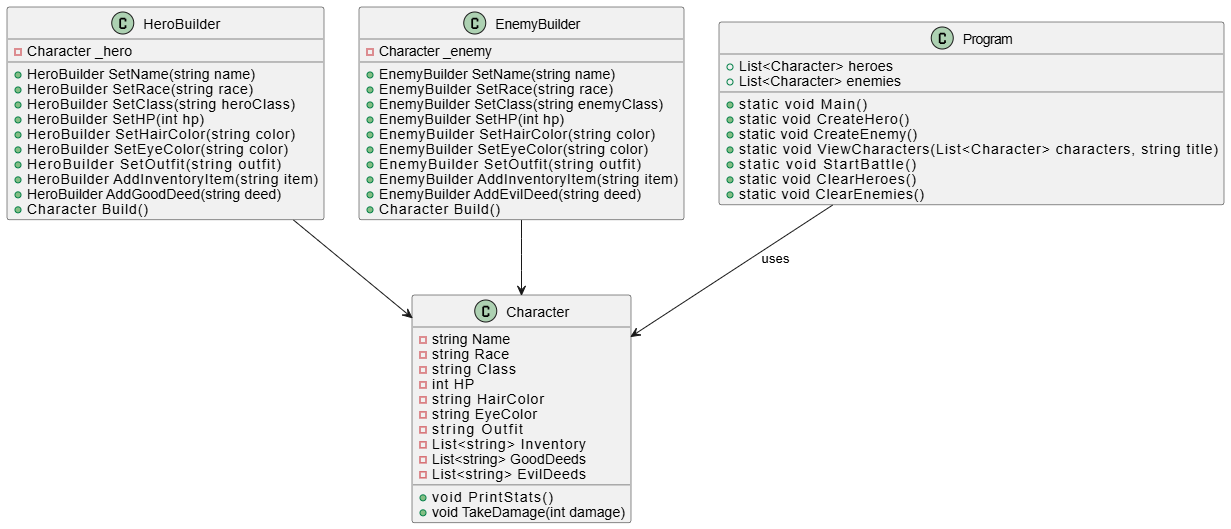 C HeroBuilder
Character _hero
HeroBuilder SetName(string name)
HeroBuilder SetRace(string race)
HeroBuilder SetClass(string heroClass)
HeroBuilder SetHP(int hp)
HeroBuilder SetHairColor(string color)
HeroBuilder SetEyeColor(string color)
HeroBuilder SetOutfit(string outfit)
HeroBuilder AddInventoryItem(string item)
HeroBuilder AddGoodDeed(string deed)
Character Build()
C EnemyBuilder
Character _enemy
EnemyBuilder SetName(string name)
EnemyBuilder SetRace(string race)
EnemyBuilder SetClass(string enemyClass)
EnemyBuilder SetHP(int hp)
EnemyBuilder SetHairColor(string color)
EnemyBuilder SetEyeColor(string color)
EnemyBuilder SetOutfit(string outfit)
EnemyBuilder AddInventoryItem(string item)
EnemyBuilder AddEvilDeed(string deed)
Character Build()
C Program
List<Character> heroes
List<Character> enemies
static void Main()
static void CreateHero()
static void CreateEnemy()
static void ViewCharacters(List<Character> characters, string title)
static void StartBattle()
static void ClearHeroes()
static void ClearEnemies()
uses
C Character
string Name
string Race
string Class
int HP
string HairColor
string EyeColor
string Outfit
List<string> Inventory
List<string> GoodDeeds
List<string> EvilDeeds
void PrintStats()
void TakeDamage(int damage)